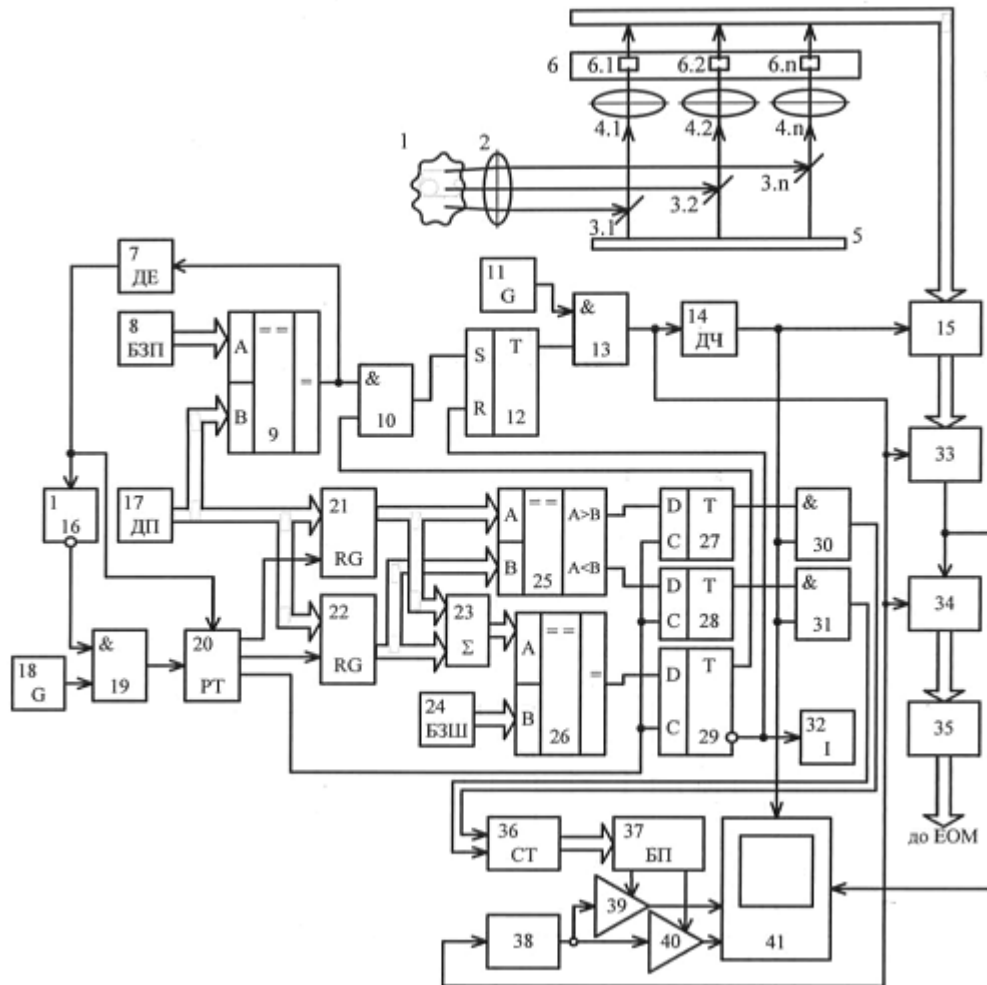 6
6.1
6.2
6.n
4.1
4.2
4.n
1
2
3.1
3.2
3.n
5
7
ДЕ
8
БЗП
A
B
==
=
9
&
10
11
G
&
13
S
R
T
12
14
ДЧ
15
33
1
16
17
ДП
21
RG
22
RG
23
Σ
A
B
==
A>B
A<B
25
D
C
T
27
D
C
T
28
D
C
T
29
&
30
&
31
34
18
G
&
19
20
РТ
24
БЗШ
A
B
==
=
26
32
I
35
до ЕОМ
36
СТ
37
БП
38
39
40
41